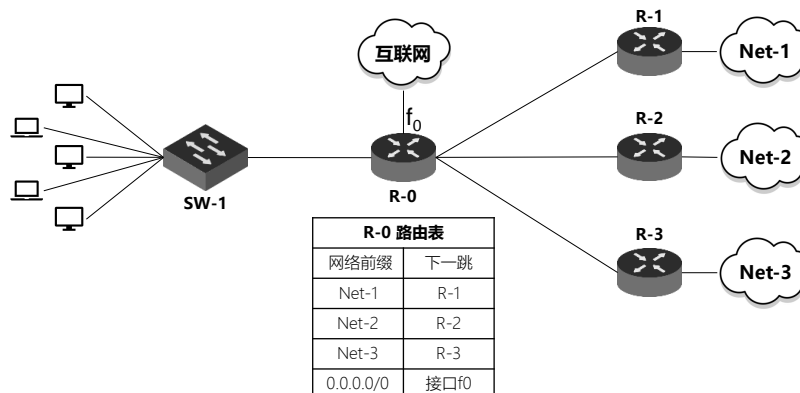 R-1
互联网
Net-1
f0
R-2
Net-2
SW-1
R-0
R-3
Net-3
R-0 路由表
网络前缀 下一跳
Net-1 R-1
Net-2 R-2
Net-3 R-3
0.0.0.0/0 接口f0